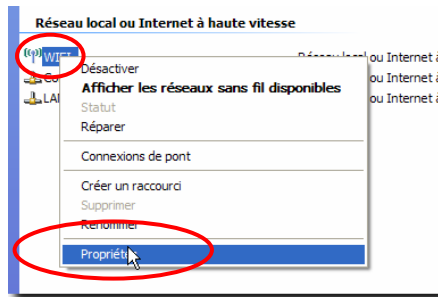 Réseau local ou Internet à haute vitesse
WIFI
Réseau local ou Internet à
ou Internet à
ou Internet à
Désactiver
Afficher les réseaux sans fil disponibles
Statut
Réparer
Connexions de pont
Créer un raccourci
Supprimer
Renommer
Propriétés